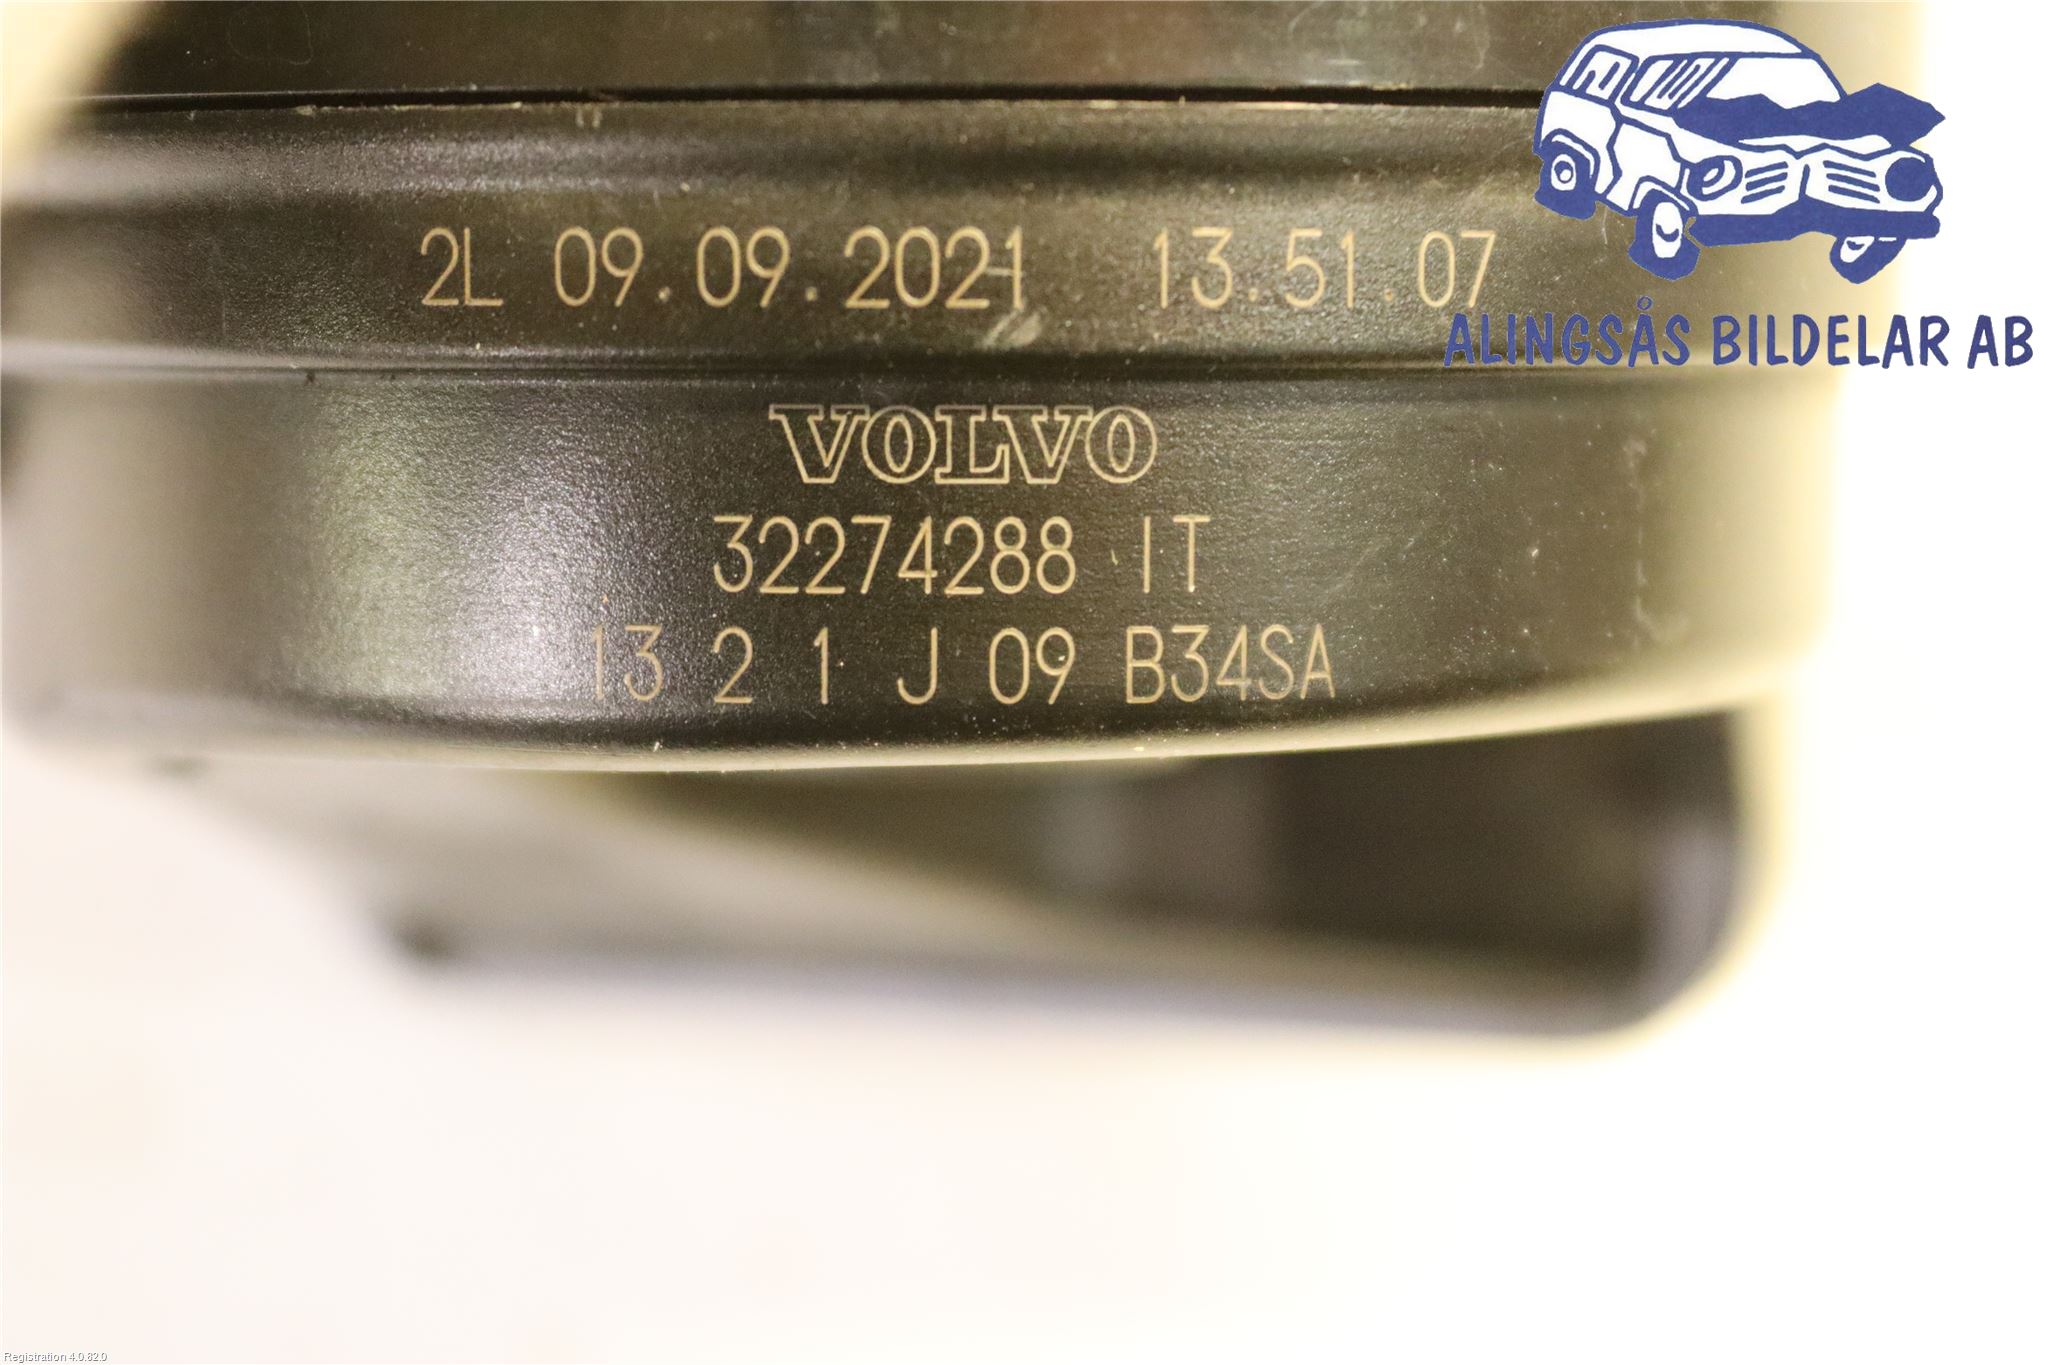 2L 09.09.2021 13.51.07
ALINGSÅS BILDELAR AB
VOLVO
32274288 IT
13 2 1 J 09 B34SA
Registration 4.0.82.0